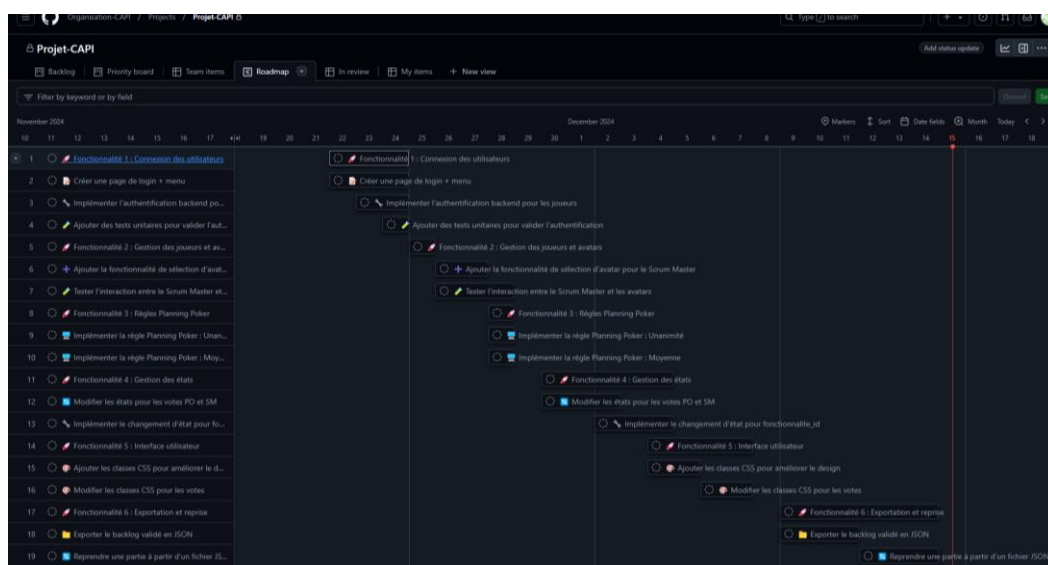 Organisation-CAPI / Projects / Projet-CAPI
Type / to search
Projet-CAPI
Add status update
Backlog Priority board Team items Roadmap In review My items + New view
Filter by keyword or by field
Discard
November 2024 December 2024 Markers Sort Date fields Month Today
10 11 12 13 14 15 16 17 19 20 21 22 23 24 25 26 27 28 29 30 1 2 3 4 5 6 7 8 9 10 11 12 13 14 15 16 17 18
1 Fonctionnalité 1 : Connexion des utilisateurs Fonctionnalité 1 : Connexion des utilisateurs
2 Créer une page de login + menu Créer une page de login + menu
3 Implémenter l'authentification backend po... Implémenter l'authentification backend pour les joueurs
4 Ajouter des tests unitaires pour valider l'aut... Ajouter des tests unitaires pour valider l'authentification
5 Fonctionnalité 2 : Gestion des joueurs et av... Fonctionnalité 2 : Gestion des joueurs et avatars
6 Ajouter la fonctionnalité de sélection d'avat... Ajouter la fonctionnalité de sélection d'avatar pour le Scrum Master
7 Tester l'interaction entre le Scrum Master et... Tester l'interaction entre le Scrum Master et les avatars
8 Fonctionnalité 3 : Règles Planning Poker Fonctionnalité 3 : Règles Planning Poker
9 Implémenter la règle Planning Poker : Unan... Implémenter la règle Planning Poker : Unanimité
10 Implémenter la règle Planning Poker : Moy... Implémenter la règle Planning Poker : Moyenne
11 Fonctionnalité 4 : Gestion des états Fonctionnalité 4 : Gestion des états
12 Modifier les états pour les votes PO et SM Modifier les états pour les votes PO et SM
13 Implémenter le changement d'état pour fo... Implémenter le changement d'état pour fonctionnalite_id
14 Fonctionnalité 5 : Interface utilisateur Fonctionnalité 5 : Interface utilisateur
15 Ajouter les classes CSS pour améliorer le d... Ajouter les classes CSS pour améliorer le design
16 Modifier les classes CSS pour les votes Modifier les classes CSS pour les votes
17 Fonctionnalité 6 : Exportation et reprise Fonctionnalité 6 : Exportation et reprise
18 Exporter le backlog validé en JSON Exporter le backlog validé en JSON
19 Reprendre une partie à partir d'un fichier JS... Reprendre une partie à partir d'un fichier JSON